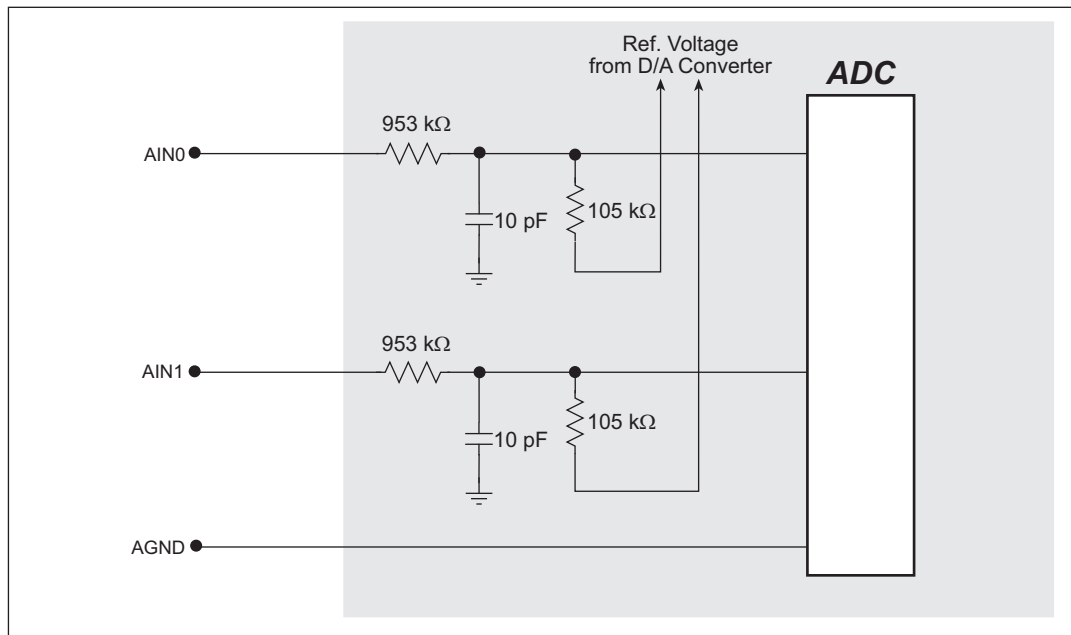 Ref. Voltage
from D/A Converter
ADC
953 kΩ
AIN0
10 pF
105 kΩ
953 kΩ
AIN1
10 pF
105 kΩ
AGND